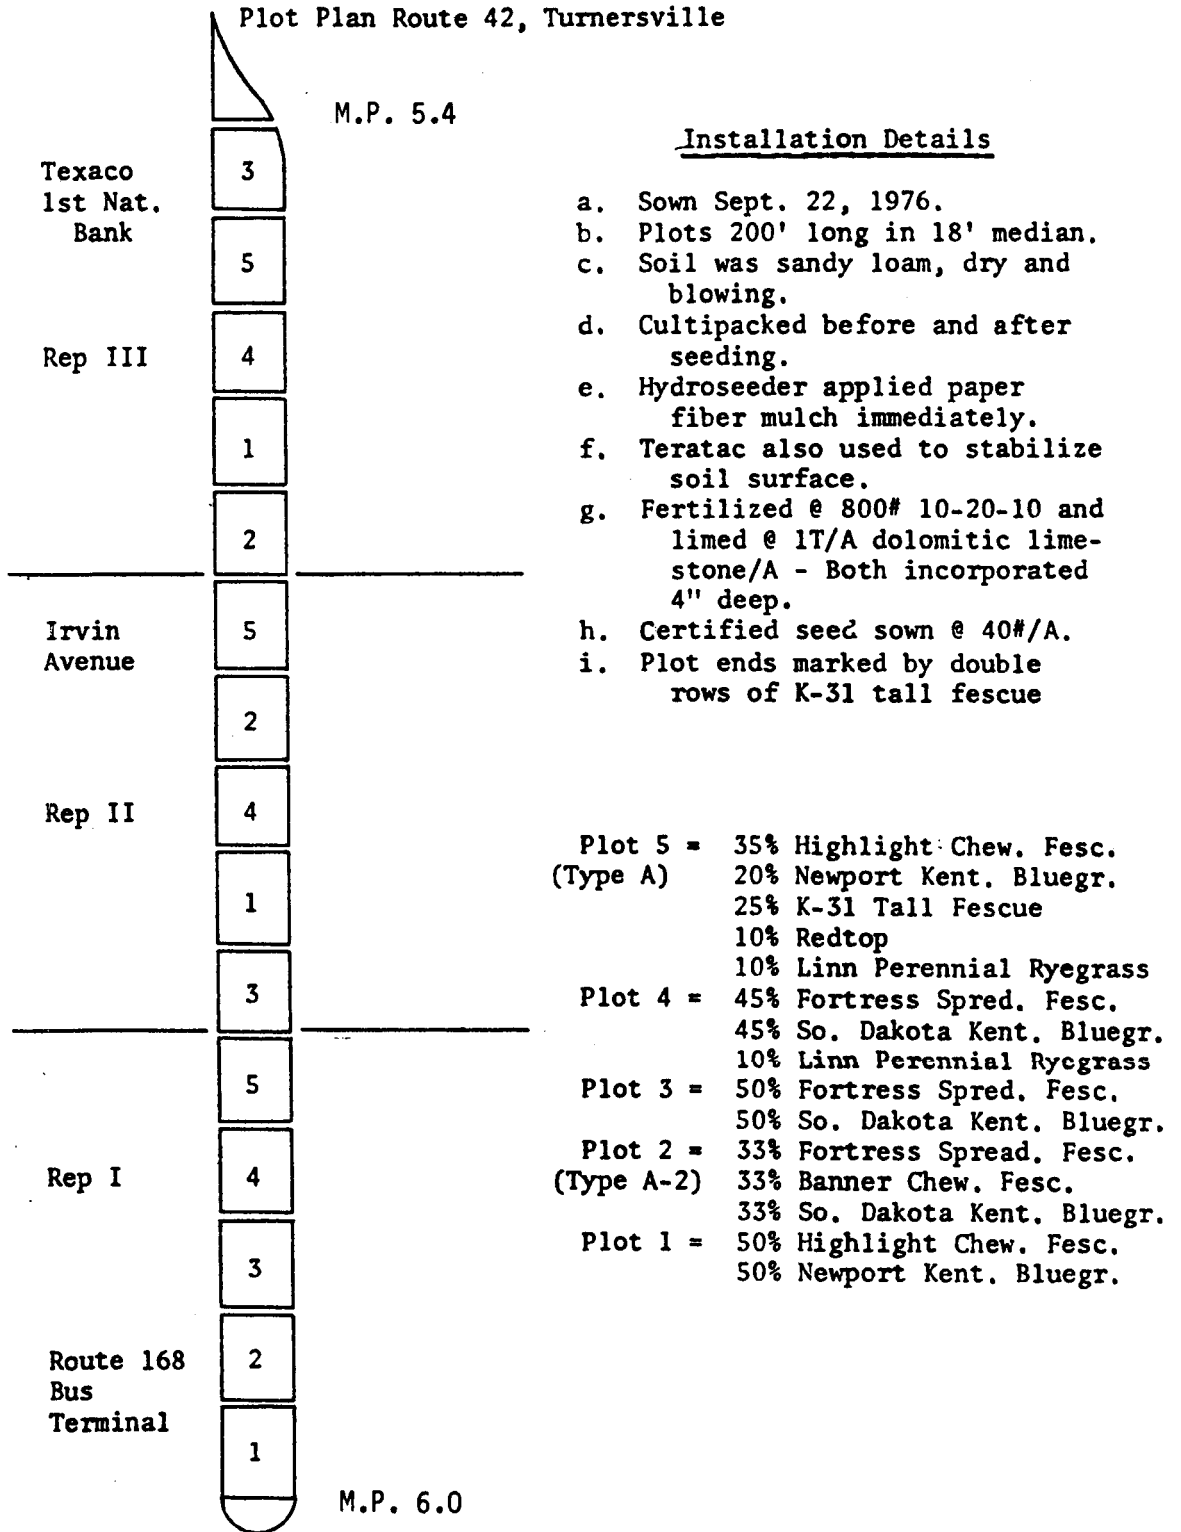 Plot Plan Route 42, Turnersville
M.P. 5.4
Texaco
1st Nat.
Bank
3
5
Rep III
4
1
2
Irvin
Avenue
5
2
Rep II
4
1
3
5
Rep I
4
3
Route 168
Bus
Terminal
2
1
M.P. 6.0
Installation Details
a. Sown Sept. 22, 1976.
b. Plots 200' long in 18' median.
c. Soil was sandy loam, dry and
blowing.
d. Cultipacked before and after
seeding.
e. Hydroseeder applied paper
fiber mulch immediately.
f. Teratac also used to stabilize
soil surface.
g. Fertilized @ 800# 10-20-10 and
limed @ 1T/A dolomitic lime-
stone/A - Both incorporated
4" deep.
h. Certified seed sown @ 40#/A.
i. Plot ends marked by double
rows of K-31 tall fescue
Plot 5 = 35% Highlight Chew. Fesc.
(Type A) 20% Newport Kent. Bluegr.
25% K-31 Tall Fescue
10% Redtop
10% Linn Perennial Ryegrass
Plot 4 = 45% Fortress Spred. Fesc.
45% So. Dakota Kent. Bluegr.
10% Linn Perennial Ryegrass
Plot 3 = 50% Fortress Spred. Fesc.
50% So. Dakota Kent. Bluegr.
Plot 2 = 33% Fortress Spread. Fesc.
(Type A-2) 33% Banner Chew. Fesc.
33% So. Dakota Kent. Bluegr.
Plot 1 = 50% Highlight Chew. Fesc.
50% Newport Kent. Bluegr.